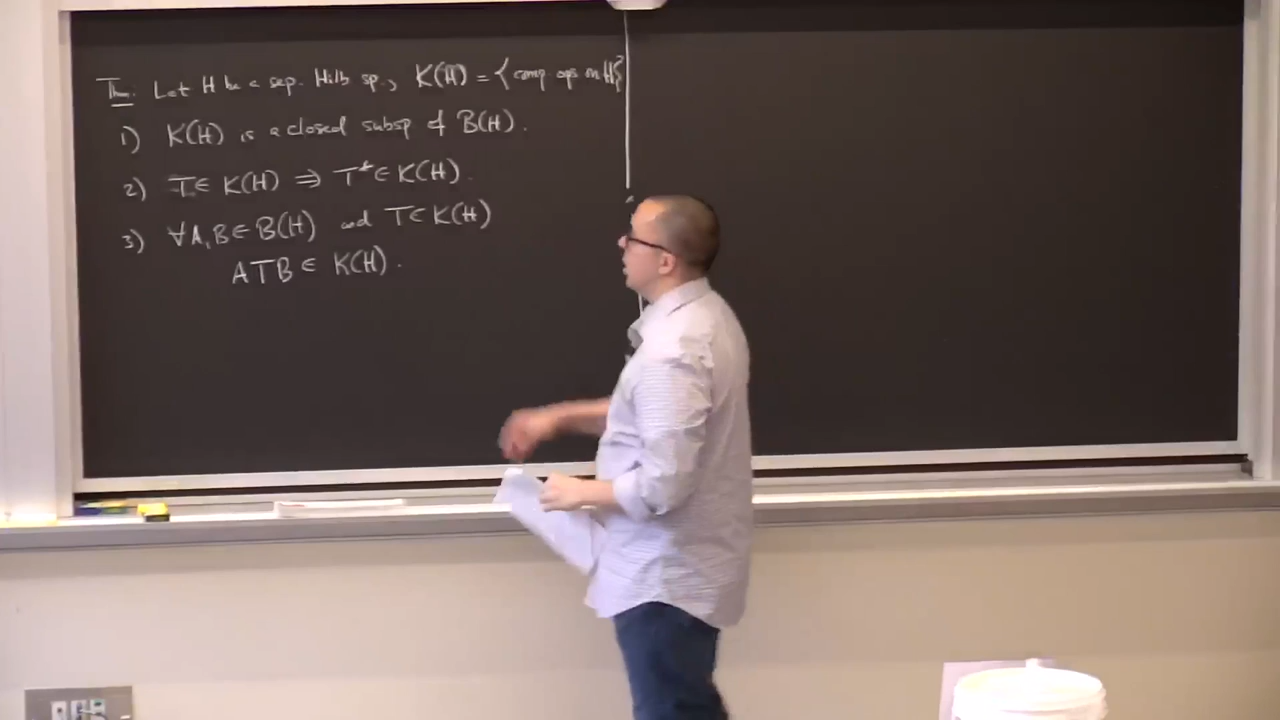 Thm. Let H be a sep. Hilb sp., K(H) = {comp. ops on H}
1) K(H) is a closed subsp of B(H).
2) T ∈ K(H) ⇒ T* ∈ K(H).
3) ∀A, B ∈ B(H) and T ∈ K(H)
ATB ∈ K(H).